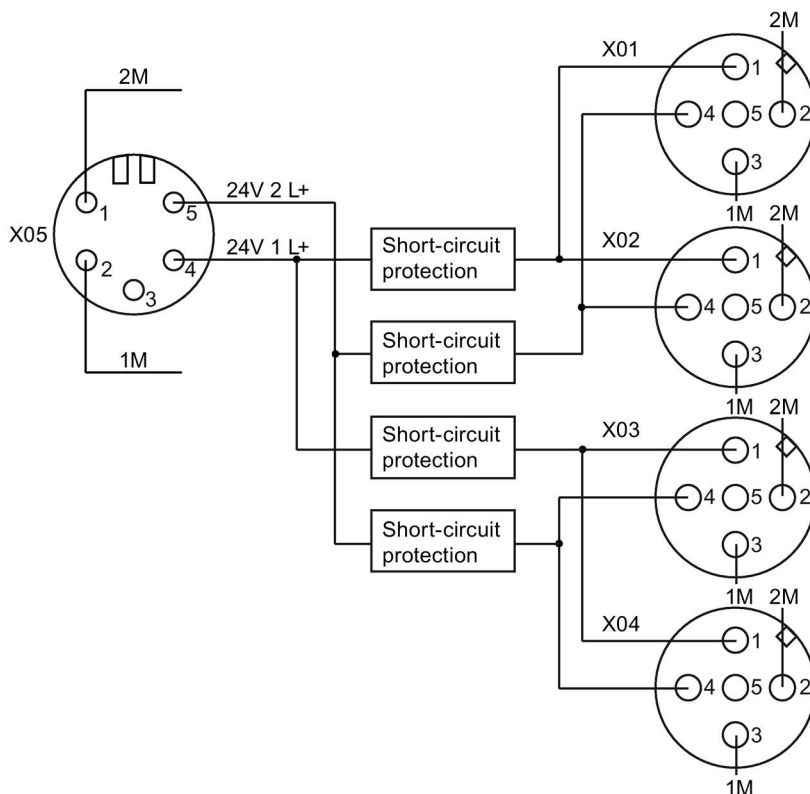 2M
X01
1
4
5
2
3
1M
2M
1
5
24V 2 L+
X05
24V 1 L+
2
4
3
1M
Short-circuit
protection
X02
2M
1
4
5
2
3
1M
Short-circuit
protection
Short-circuit
protection
X03
2M
1
4
5
2
3
1M
Short-circuit
protection
X04
2M
1
4
5
2
3
1M